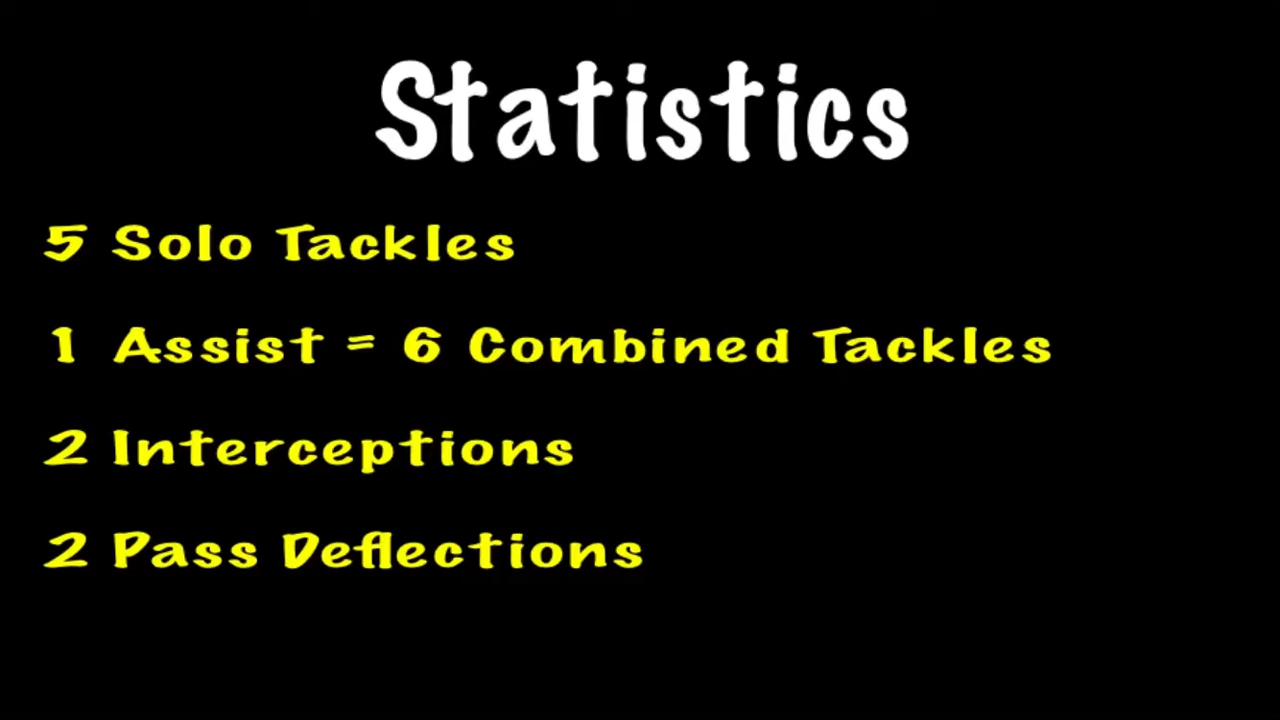 Statistics
5 Solo Tackles
1 Assist = 6 Combined Tackles
2 Interceptions
2 Pass Deflections